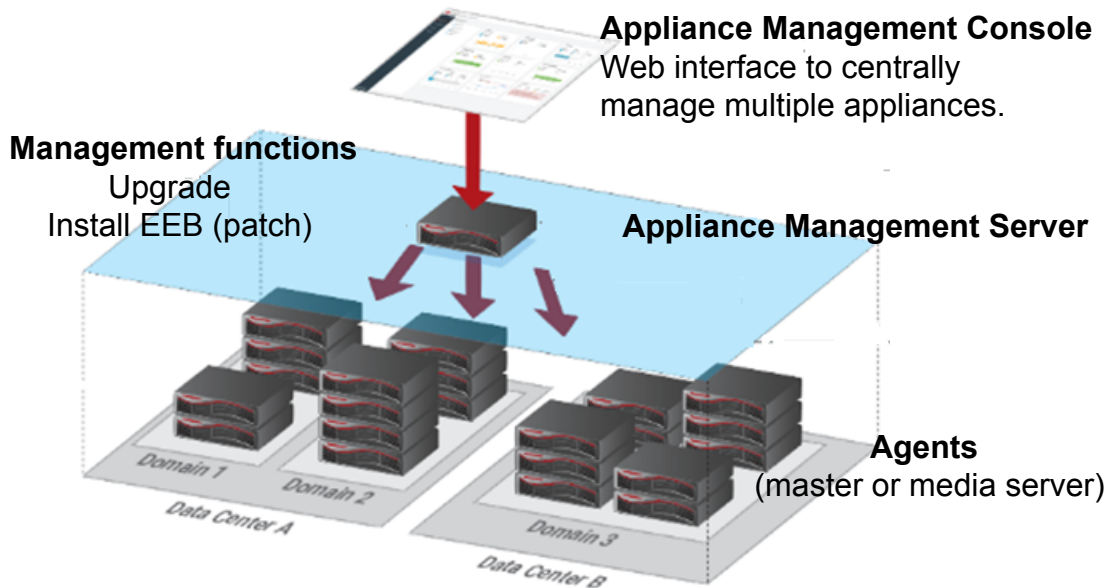 Appliance Management Console
Web interface to centrally
manage multiple appliances.
Management functions
Upgrade
Install EEB (patch)
Appliance Management Server
Agents
(master or media server)
Domain 1
Domain 2
Data Center A
Domain 3
Data Center B